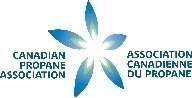 CANADIAN
PROPANE
ASSOCIATION
ASSOCIATION
CANADIENNE
DU PROPANE